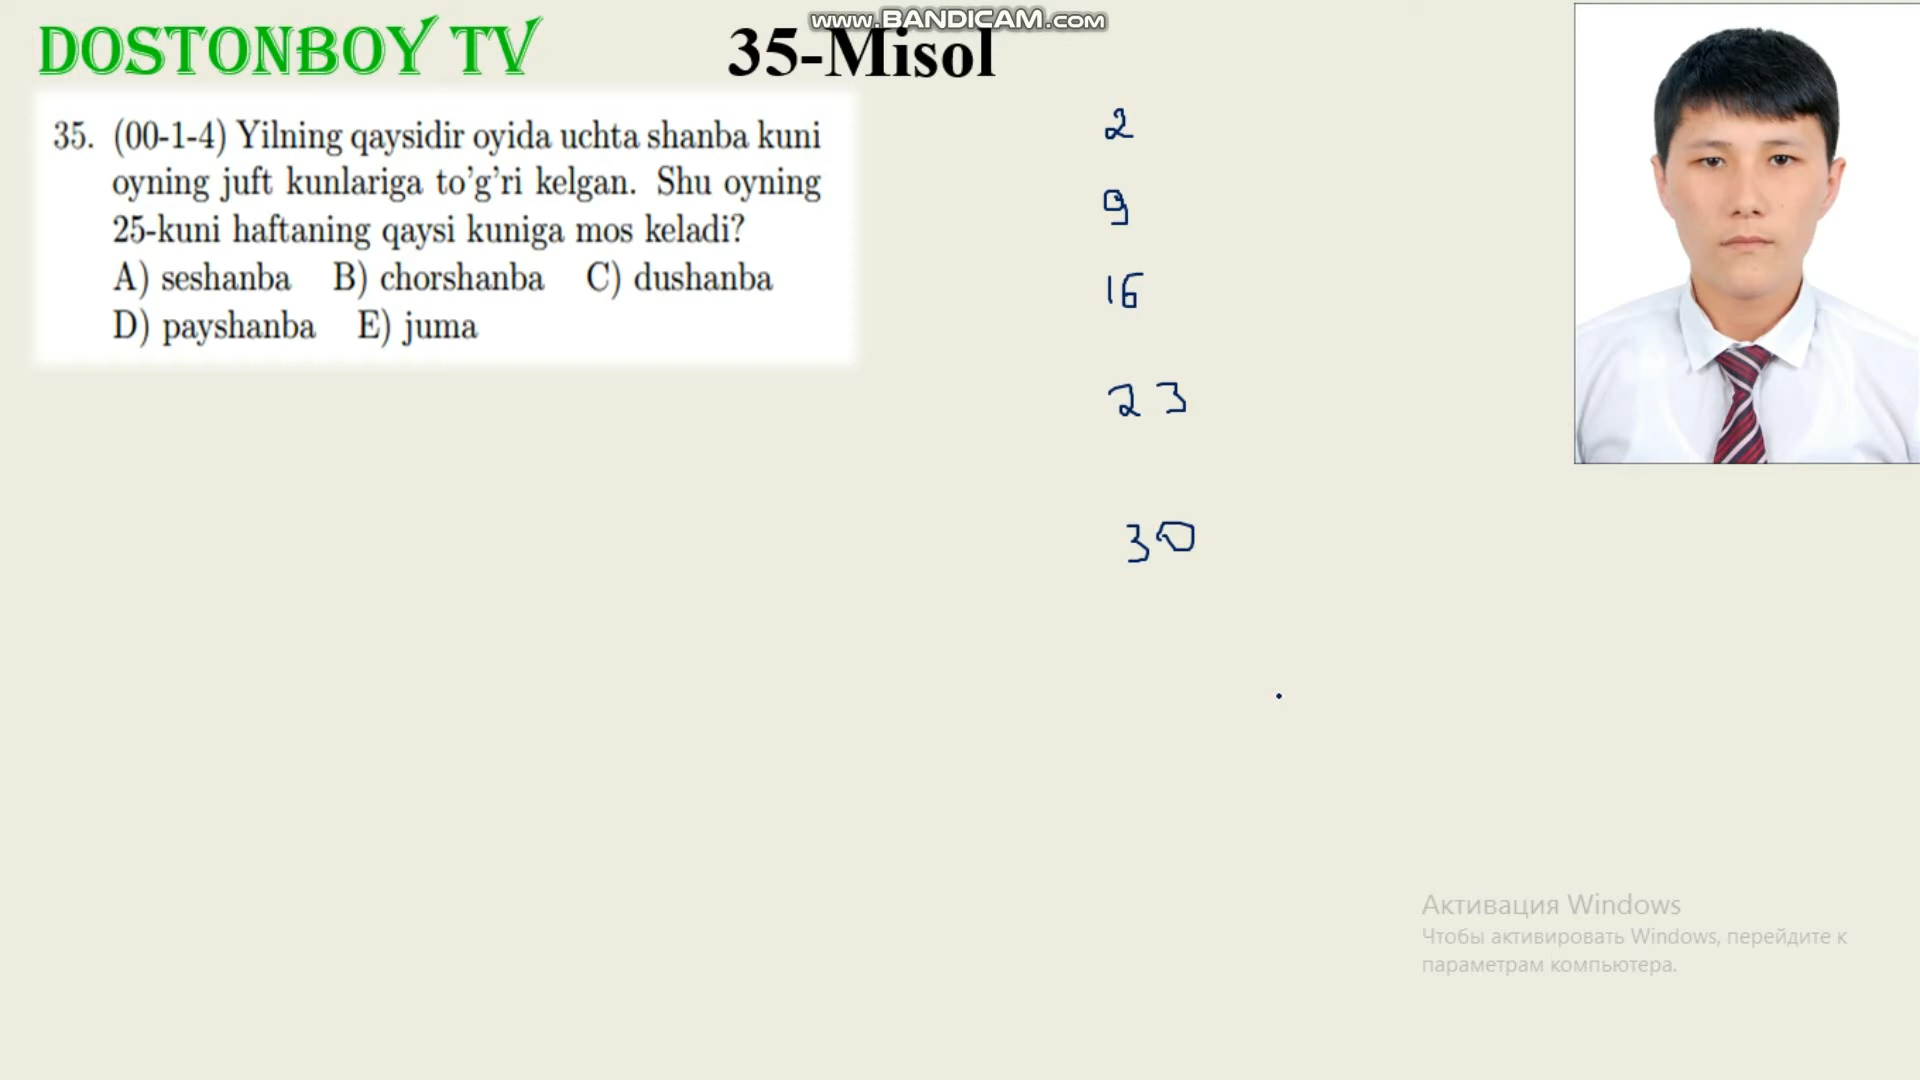 www.BANDICAM.com
DOSTONBOY TV
35-Misol
35. (00-1-4) Yilning qaysidir oyida uchta shanba kuni
oyning juft kunlariga to'g'ri kelgan. Shu oyning
25-kuni haftaning qaysi kuniga mos keladi?
A) seshanba B) chorshanba C) dushanba
D) payshanba E) juma
2
9
16
23
30
Активация Windows
Чтобы активировать Windows, перейдите к
параметрам компьютера.